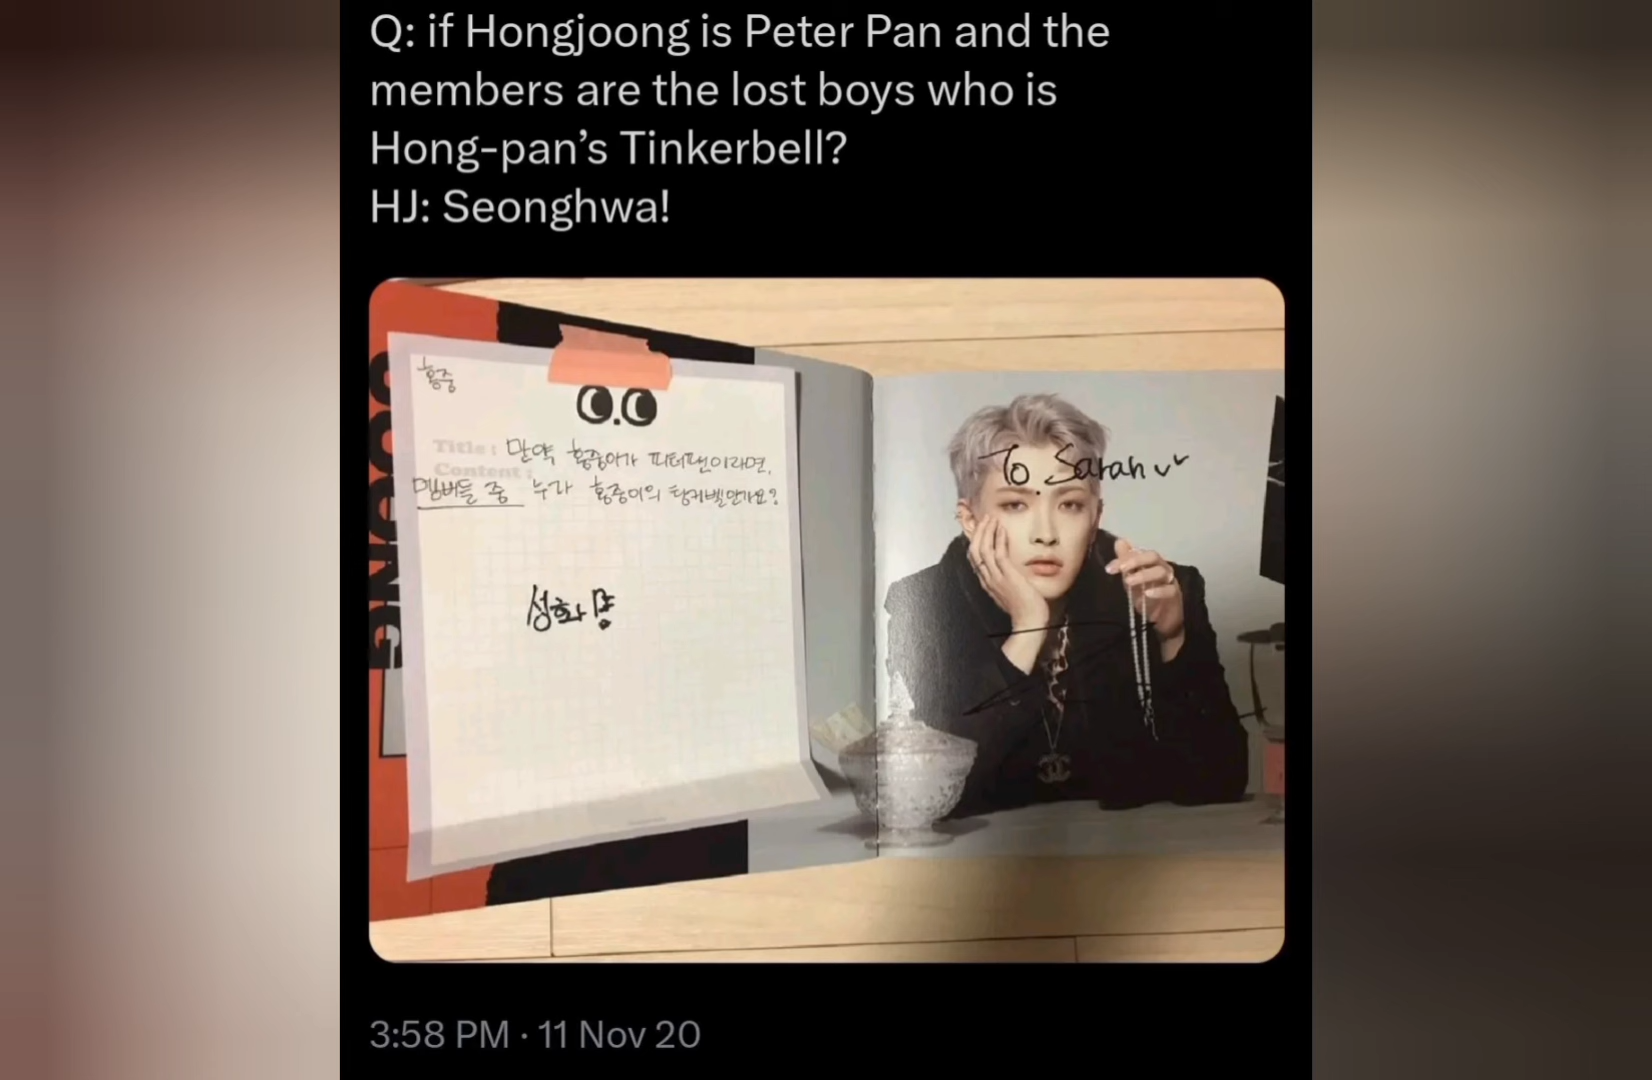 Q: if Hongjoong is Peter Pan and the
members are the lost boys who is
Hong-pan’s Tinkerbell?
HJ: Seonghwa!
홍중
Title : 만약 홍중이가 피터팬이라면,
Content :
멤버들 중 누가 홍중이의 팅커벨인가요?
성화
To. Sarah
3:58 PM · 11 Nov 20